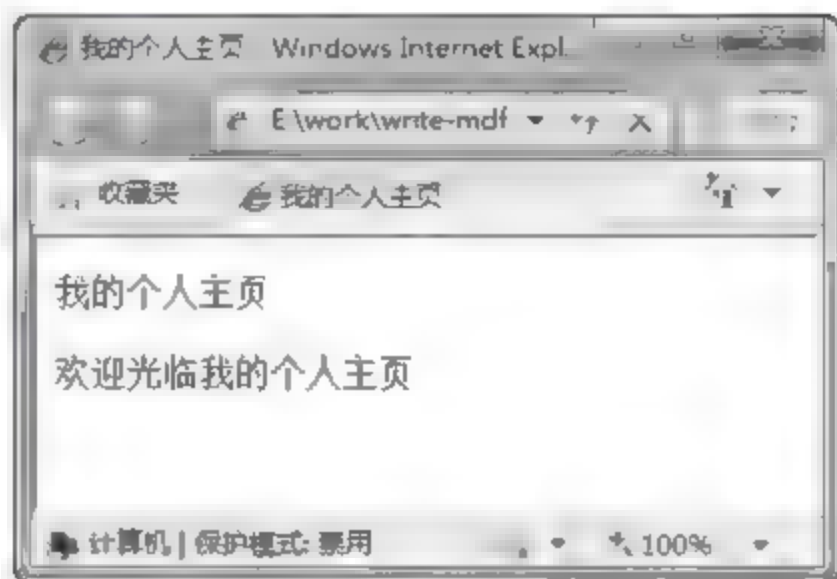 我的个人主页 Windows Internet Expl
E:\work\write-mdf
收藏夹 我的个人主页
我的个人主页
欢迎光临我的个人主页
计算机 | 保护模式: 禁用 100%